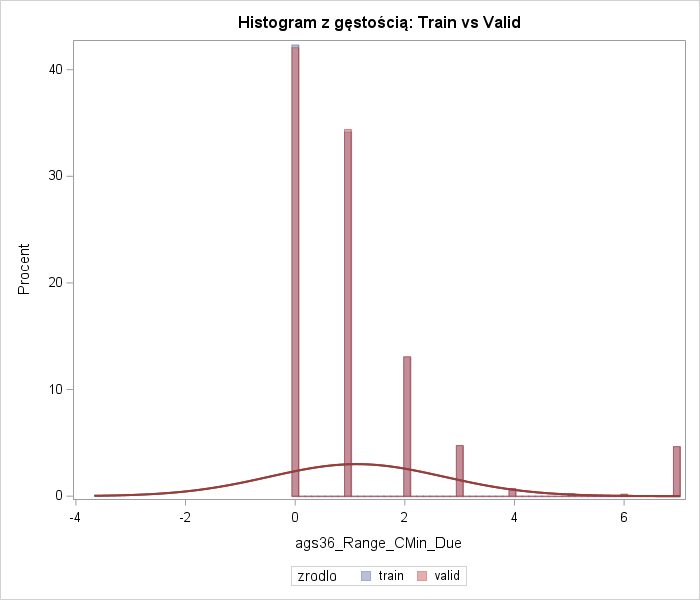 Histogram z gęstością: Train vs Valid
40
30
20
10
0
Procent
-4 -2 0 2 4 6
ags36_Range_CMin_Due
zrodlo train valid